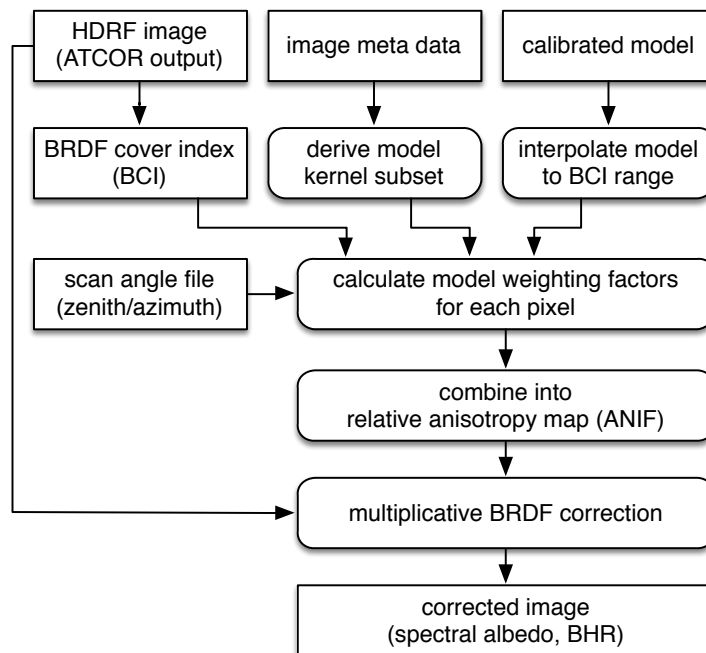 HDRF image
(ATCOR output)
image meta data
calibrated model
BRDF cover index
(BCI)
derive model
kernel subset
interpolate model
to BCI range
scan angle file
(zenith/azimuth)
calculate model weighting factors
for each pixel
combine into
relative anisotropy map (ANIF)
multiplicative BRDF correction
corrected image
(spectral albedo, BHR)